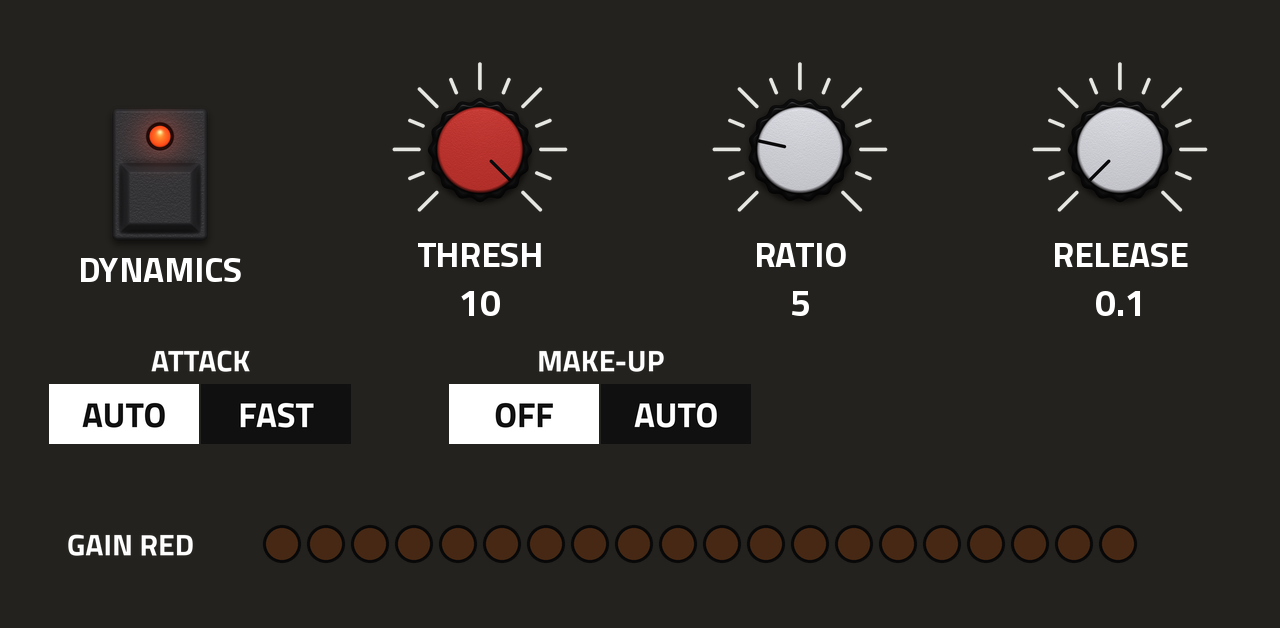 DYNAMICS
THRESH
10
RATIO
5
RELEASE
0.1
ATTACK
AUTO FAST
MAKE-UP
OFF AUTO
GAIN RED